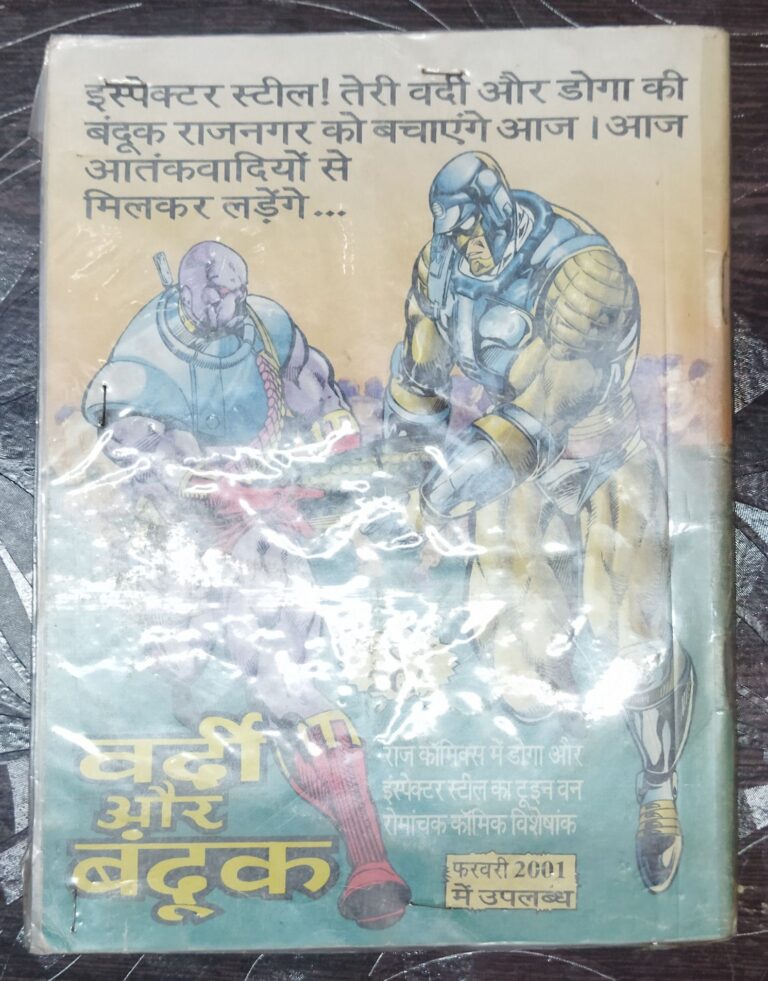 इंस्पेक्टर स्टील! तेरी वर्दी और डोगा की
बंदूक राजनगर को बचाएंगे आज। आज
आतंकवादियों से
मिलकर लड़ेंगे...
वर्दी
और
बंदूक
राज कॉमिक्स में डोगा और
इंस्पेक्टर स्टील का टू इन वन
रोमांचक कॉमिक विशेषांक
फरवरी 2001
में उपलब्ध